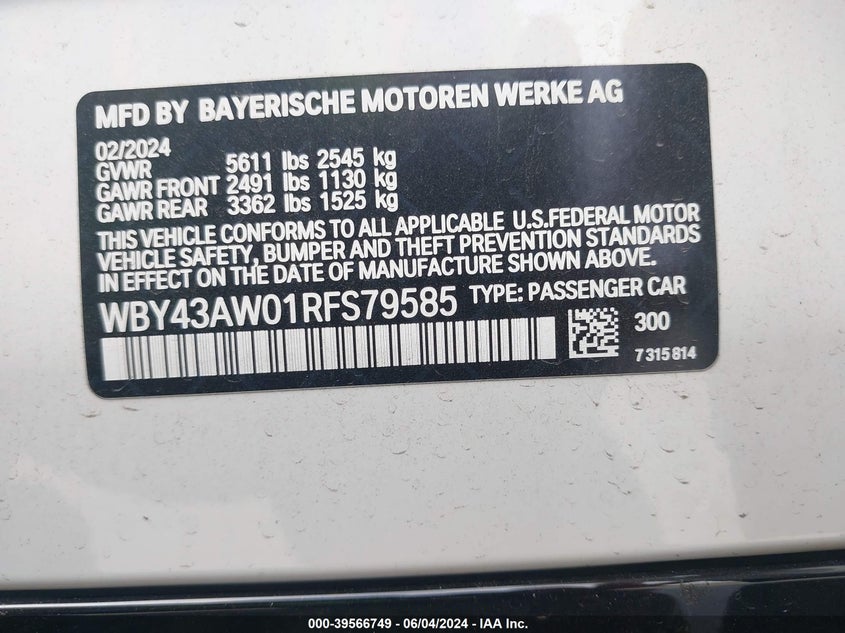 MFD BY BAYERISCHE MOTOREN WERKE AG
02/2024
GVWR 5611 lbs 2545 kg
GAWR FRONT 2491 lbs 1130 kg
GAWR REAR 3362 lbs 1525 kg
THIS VEHICLE CONFORMS TO ALL APPLICABLE U.S.FEDERAL MOTOR
VEHICLE SAFETY, BUMPER AND THEFT PREVENTION STANDARDS
IN EFFECT ON THE DATE OF MANUFACTURE SHOWN ABOVE.
WBY43AW01RFS79585 TYPE: PASSENGER CAR
300
7315814
000-39566749 - 06/04/2024 - IAA Inc.